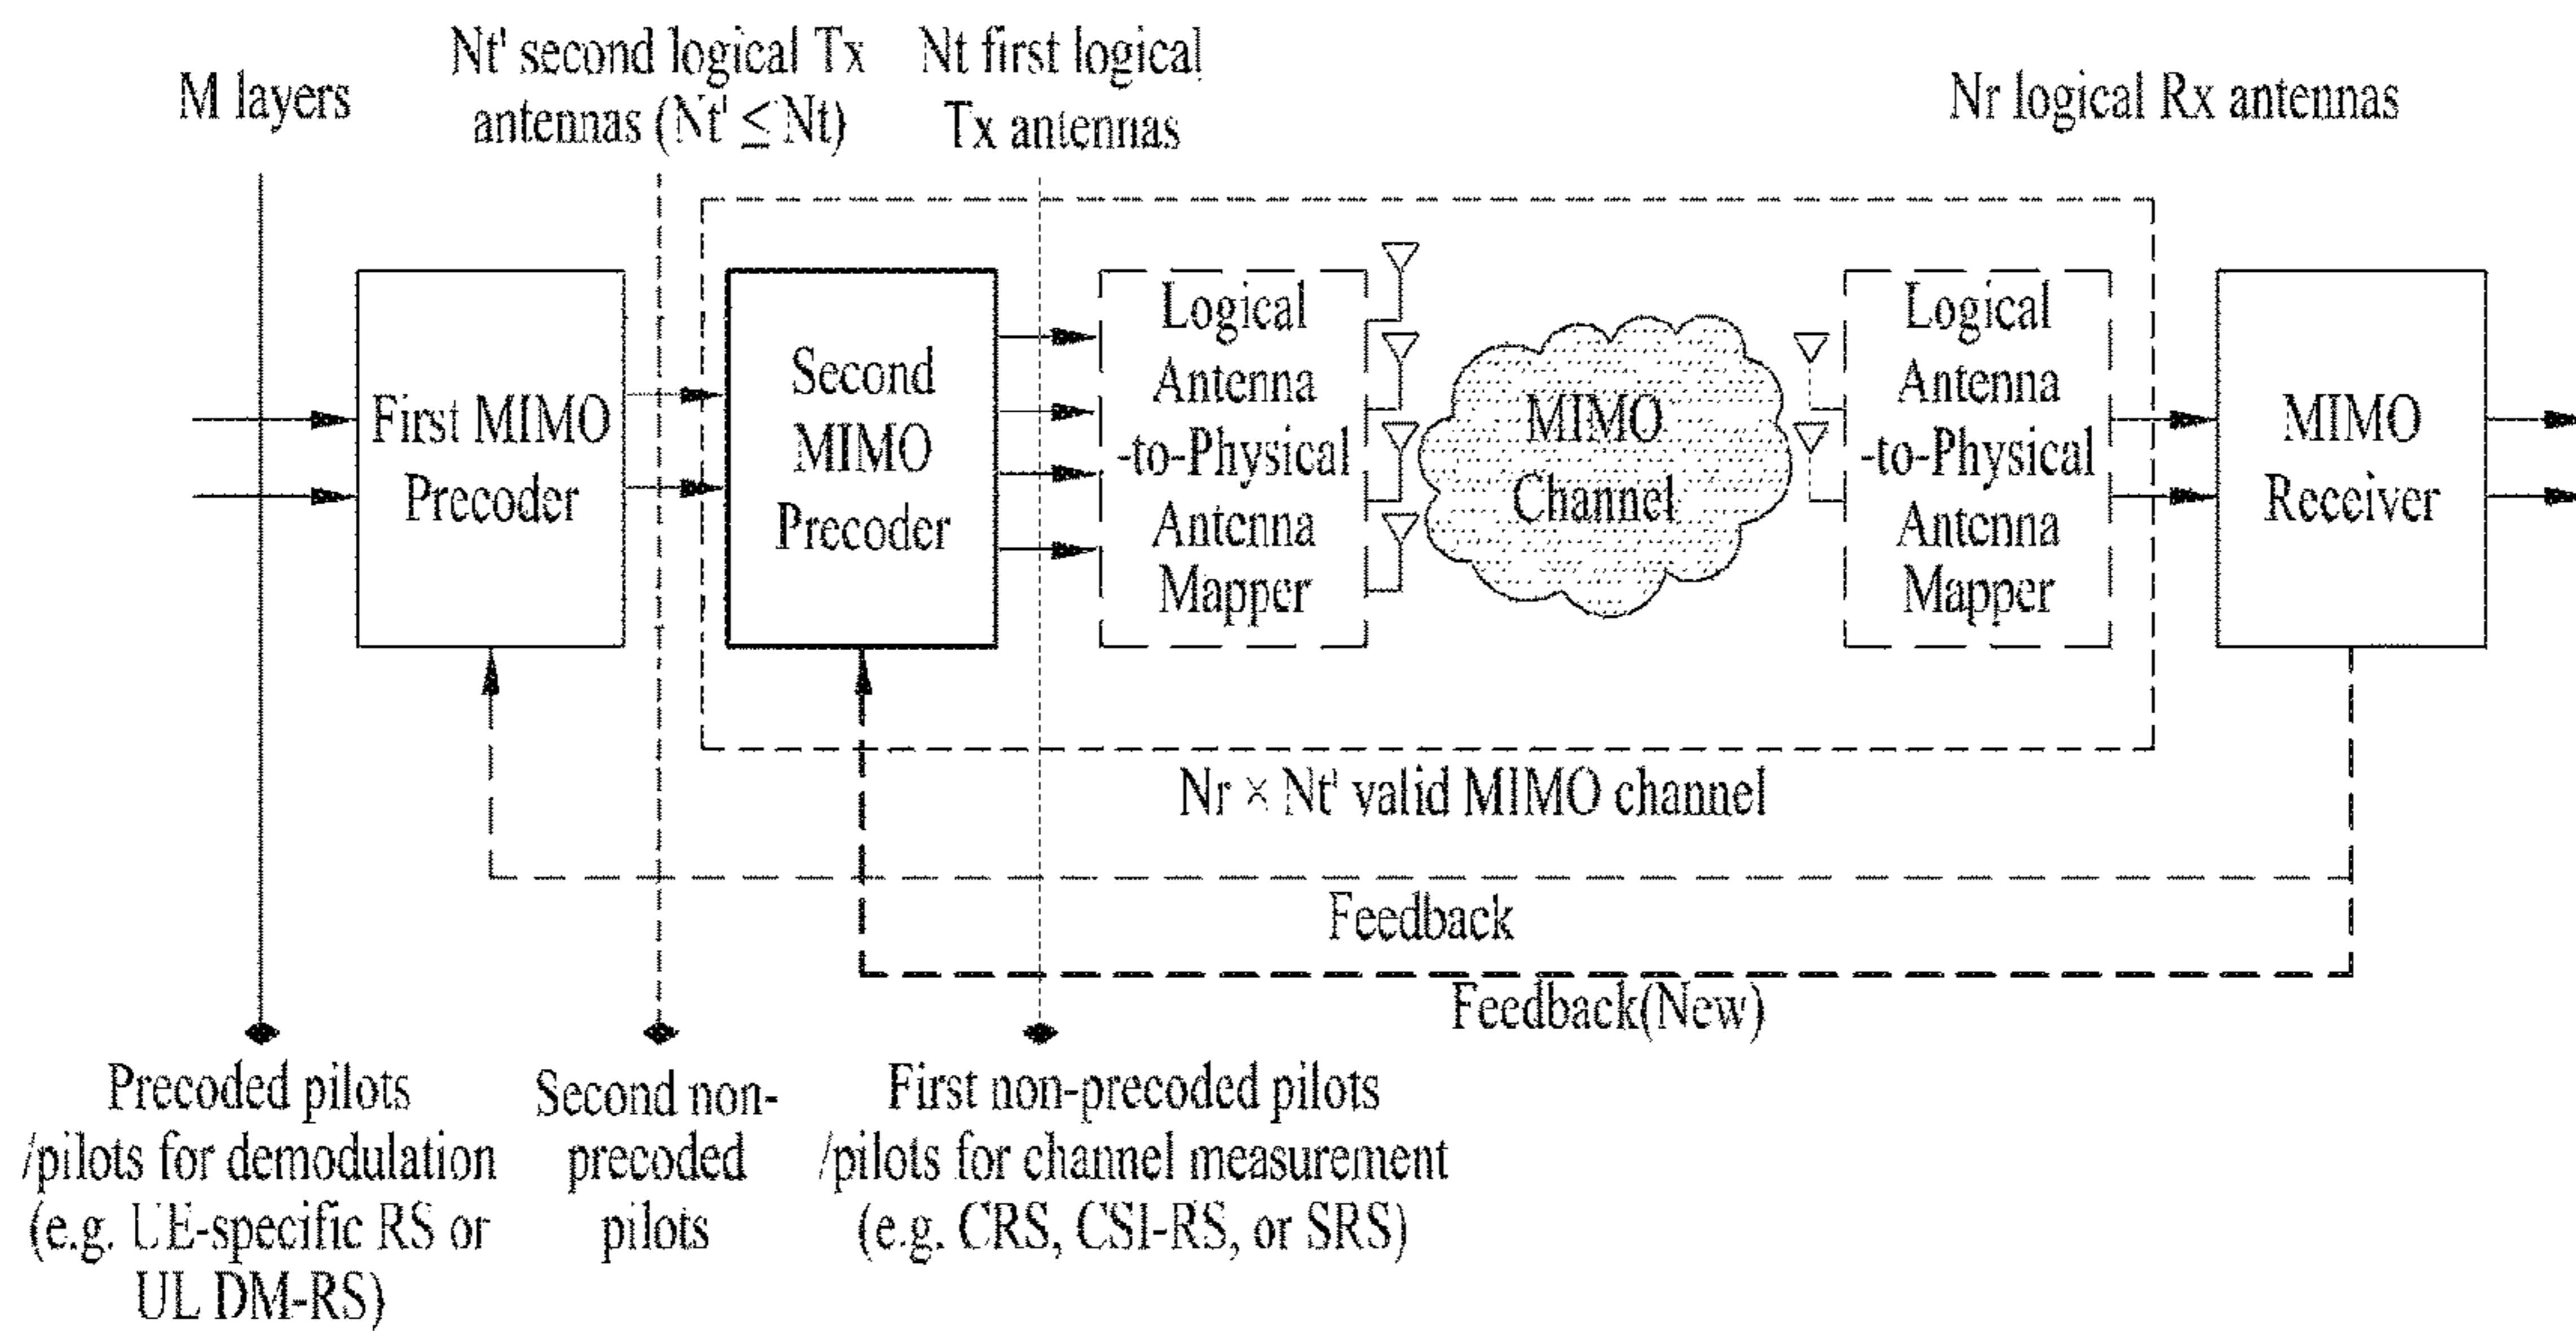 M layers
Nt' second logical Tx
antennas (Nt' ≤ Nt)
Nt first logical
Tx antennas
Nr logical Rx antennas
First MIMO
Precoder
Second
MIMO
Precoder
Logical
Antenna
-to-Physical
Antenna
Mapper
MIMO
Channel
Logical
Antenna
-to-Physical
Antenna
Mapper
MIMO
Receiver
Nr × Nt' valid MIMO channel
Feedback
Feedback(New)
Precoded pilots
/pilots for demodulation
(e.g. UE-specific RS or
UL DM-RS)
Second non-
precoded
pilots
First non-precoded pilots
/pilots for channel measurement
(e.g. CRS, CSI-RS, or SRS)